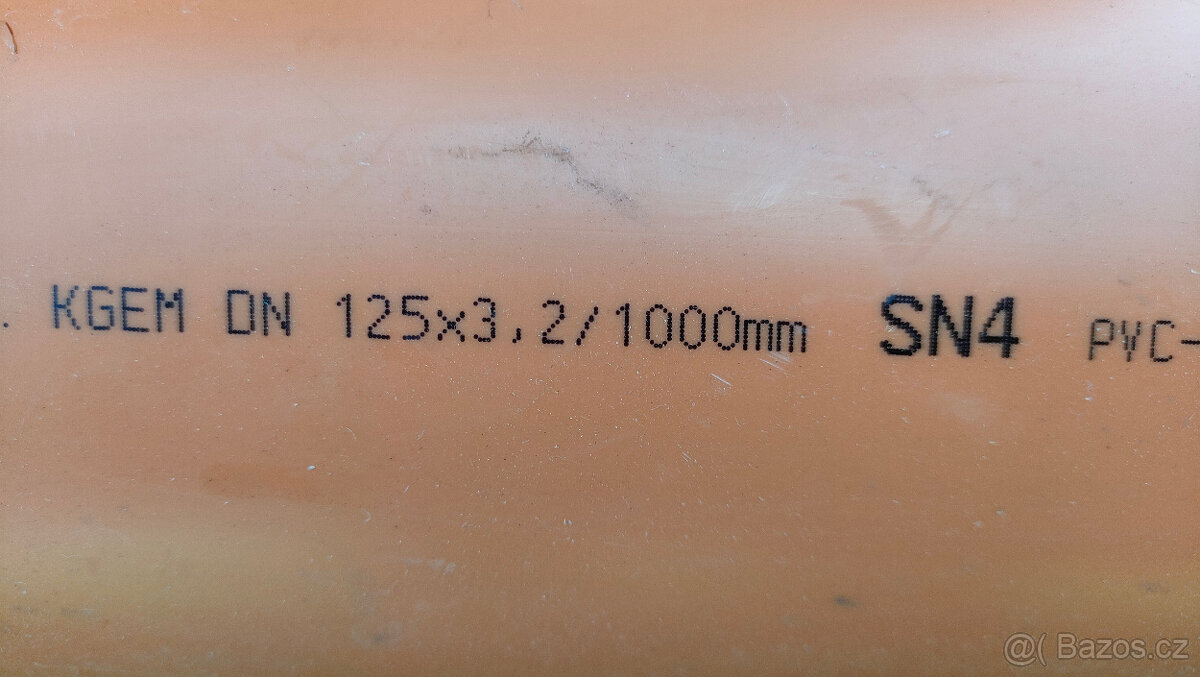 . KGEM DN 125x3,2/1000mm SN4 PVC-
@( Bazos.cz